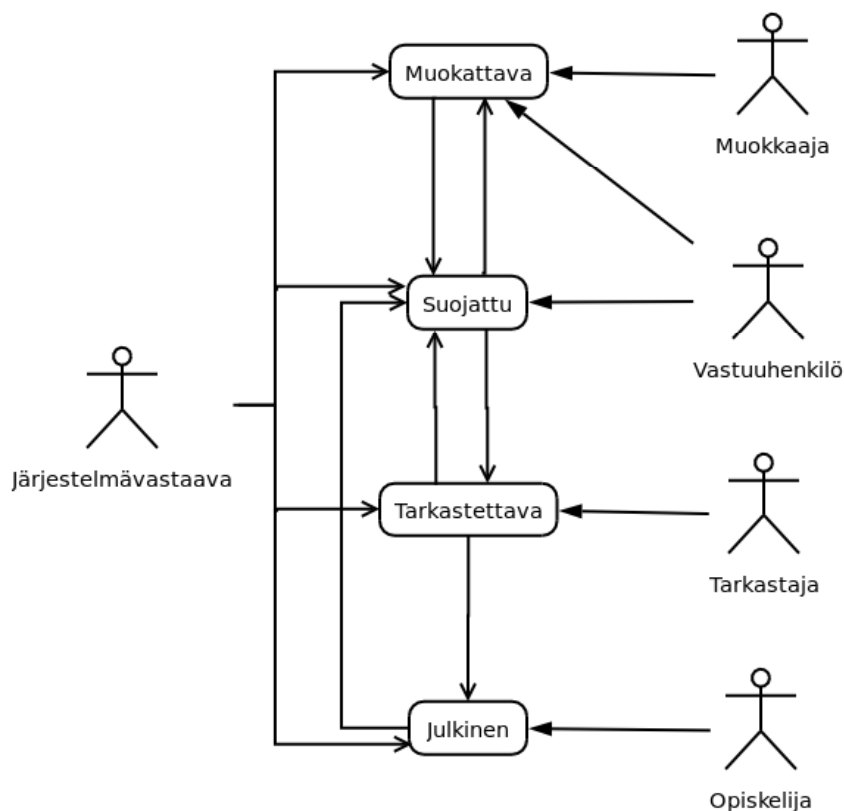 Muokattava
Muokkaaja
Suojattu
Vastuuhenkilö
Järjestelmävastaava
Tarkastettava
Tarkastaja
Julkinen
Opiskelija